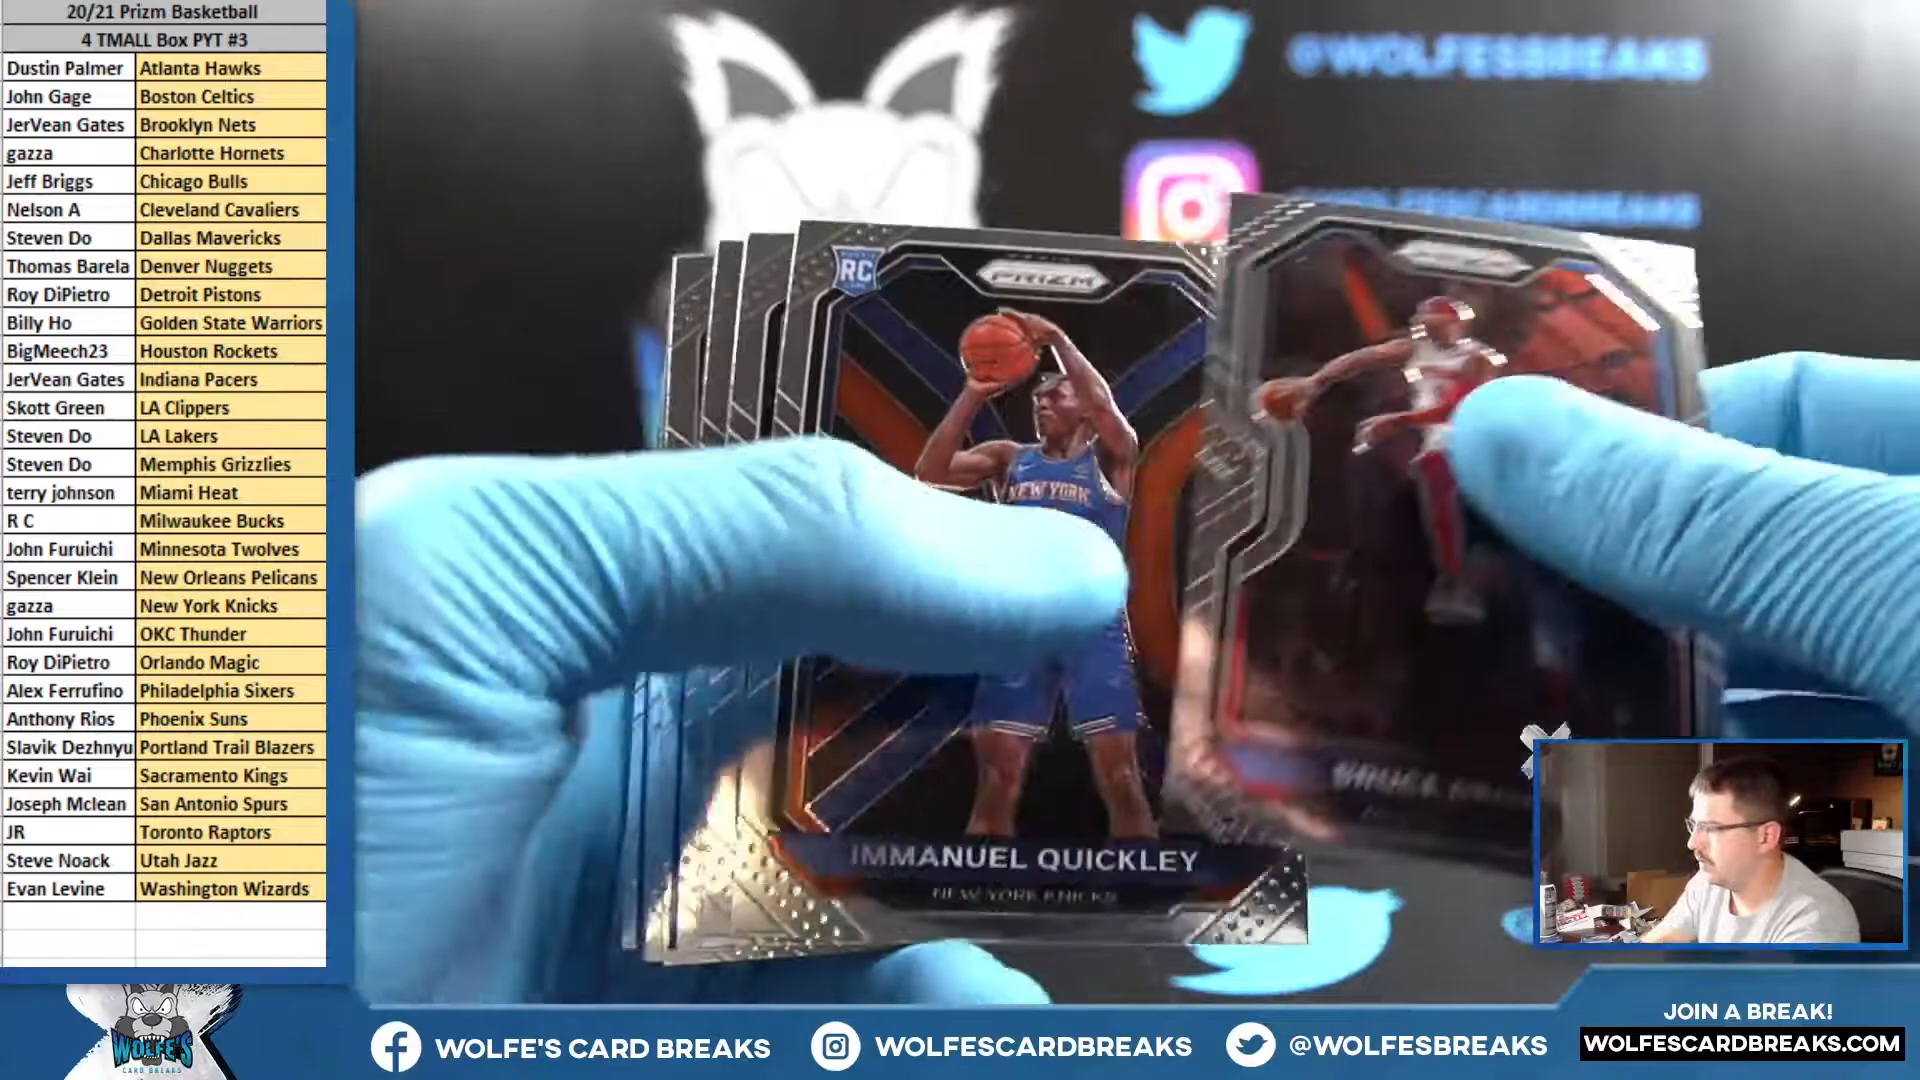 20/21 Prizm Basketball
4 TMALL Box PYT #3
Dustin Palmer Atlanta Hawks
John Gage Boston Celtics
JerVean Gates Brooklyn Nets
gazza Charlotte Hornets
Jeff Briggs Chicago Bulls
Nelson A Cleveland Cavaliers
Steven Do Dallas Mavericks
Thomas Barela Denver Nuggets
Roy DiPietro Detroit Pistons
Billy Ho Golden State Warriors
BigMeech23 Houston Rockets
JerVean Gates Indiana Pacers
Skott Green LA Clippers
Steven Do LA Lakers
Steven Do Memphis Grizzlies
terry johnson Miami Heat
R C Milwaukee Bucks
John Furuichi Minnesota Twolves
Spencer Klein New Orleans Pelicans
gazza New York Knicks
John Furuichi OKC Thunder
Roy DiPietro Orlando Magic
Alex Ferrufino Philadelphia Sixers
Anthony Rios Phoenix Suns
Slavik Dezhnyu Portland Trail Blazers
Kevin Wai Sacramento Kings
Joseph Mclean San Antonio Spurs
JR Toronto Raptors
Steve Noack Utah Jazz
Evan Levine Washington Wizards
@WOLFESBREAKS
RC
PRIZM
NEW YORK
IMMANUEL QUICKLEY
NEW YORK KNICKS
WOLFE'S
CARD BREAKS
WOLFE'S CARD BREAKS
WOLFESCARDBREAKS
@WOLFESBREAKS
JOIN A BREAK!
WOLFESCARDBREAKS.COM